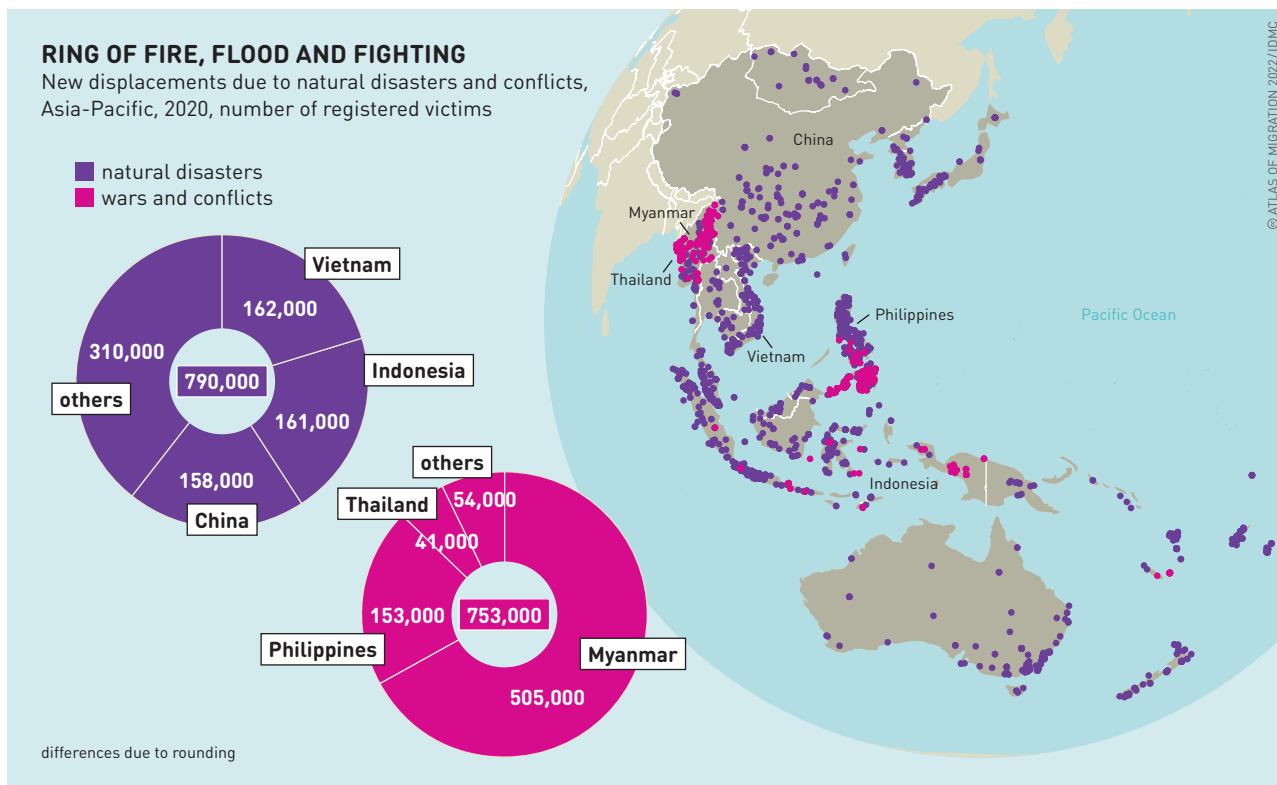 RING OF FIRE, FLOOD AND FIGHTING
New displacements due to natural disasters and conflicts,
Asia-Pacific, 2020, number of registered victims
natural disasters
wars and conflicts
Vietnam
162,000
310,000
others
790,000
Indonesia
161,000
158,000
China
others
54,000
Thailand
41,000
153,000
753,000
Philippines
Myanmar
505,000
differences due to rounding
China
Myanmar
Thailand
Philippines
Pacific Ocean
Vietnam
Indonesia
© ATLAS OF MIGRATION 2022/IDMC